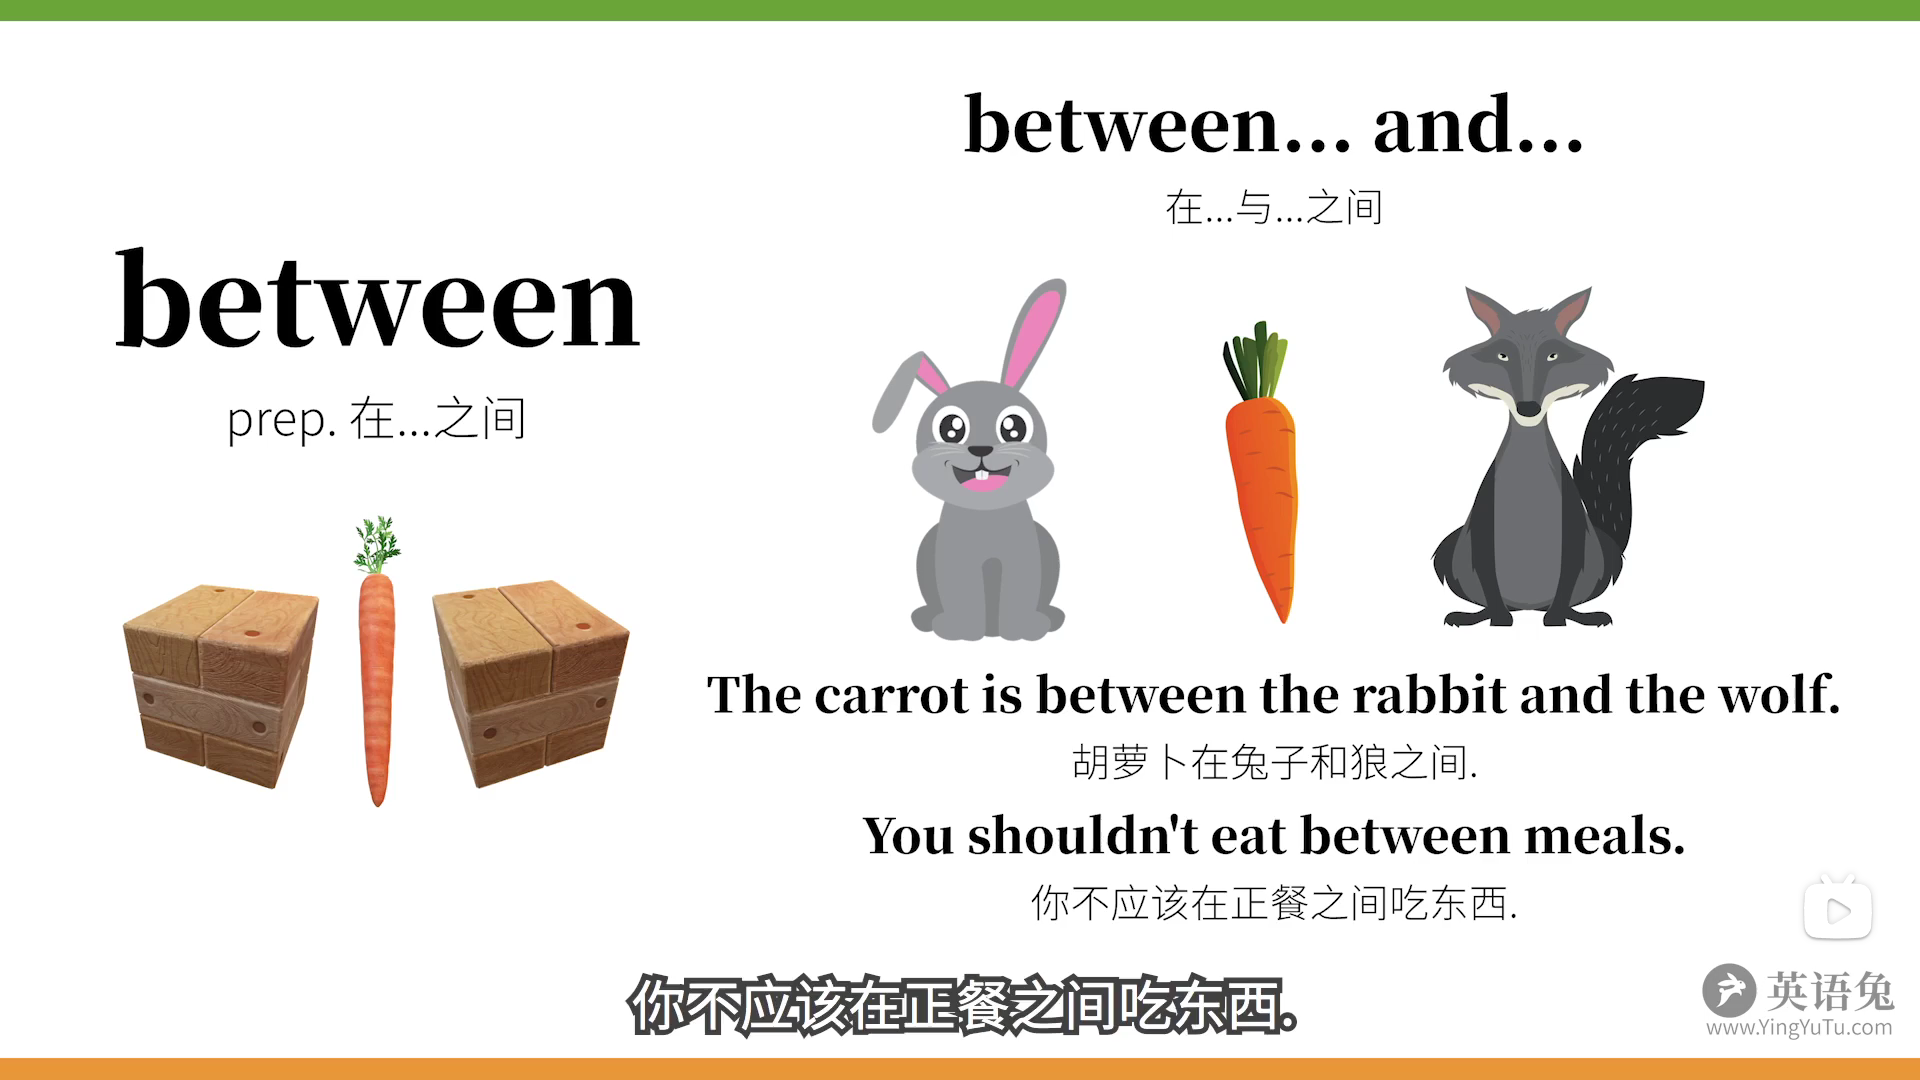 between
prep. 在...之间
between... and...
在...与...之间
The carrot is between the rabbit and the wolf.
胡萝卜在兔子和狼之间.
You shouldn't eat between meals.
你不应该在正餐之间吃东西.
你不应该在正餐之间吃东西。
英语兔
www.YingYuTu.com